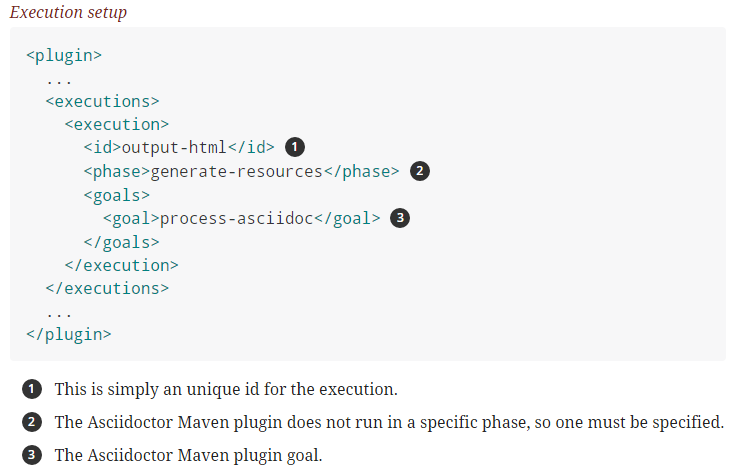 Execution setup
<plugin>
  ...
  <executions>
    <execution>
      <id>output-html</id> 1
      <phase>generate-resources</phase> 2
      <goals>
        <goal>process-asciidoc</goal> 3
      </goals>
    </execution>
  </executions>
  ...
</plugin>
1 This is simply an unique id for the execution.
2 The Asciidoctor Maven plugin does not run in a specific phase, so one must be specified.
3 The Asciidoctor Maven plugin goal.